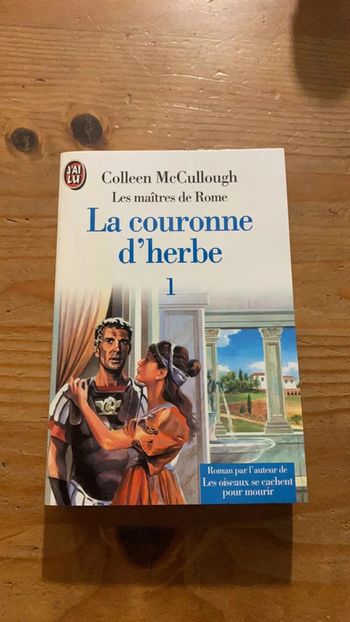 J'AI
LU
Colleen McCullough
Les maîtres de Rome
La couronne
d'herbe
1
Roman par l'auteur de
Les oiseaux se cachent
pour mourir